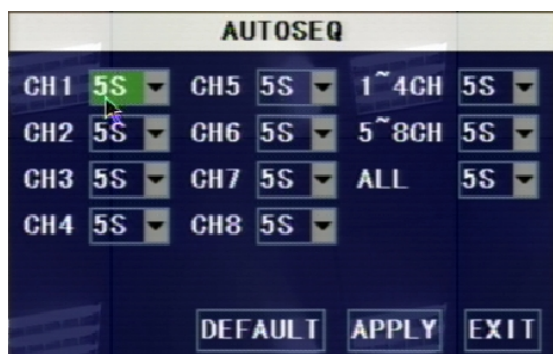 AUTOSEQ
CH1 5S CH5 5S 1~4CH 5S
CH2 5S CH6 5S 5~8CH 5S
CH3 5S CH7 5S ALL 5S
CH4 5S CH8 5S
DEFAULT APPLY EXIT